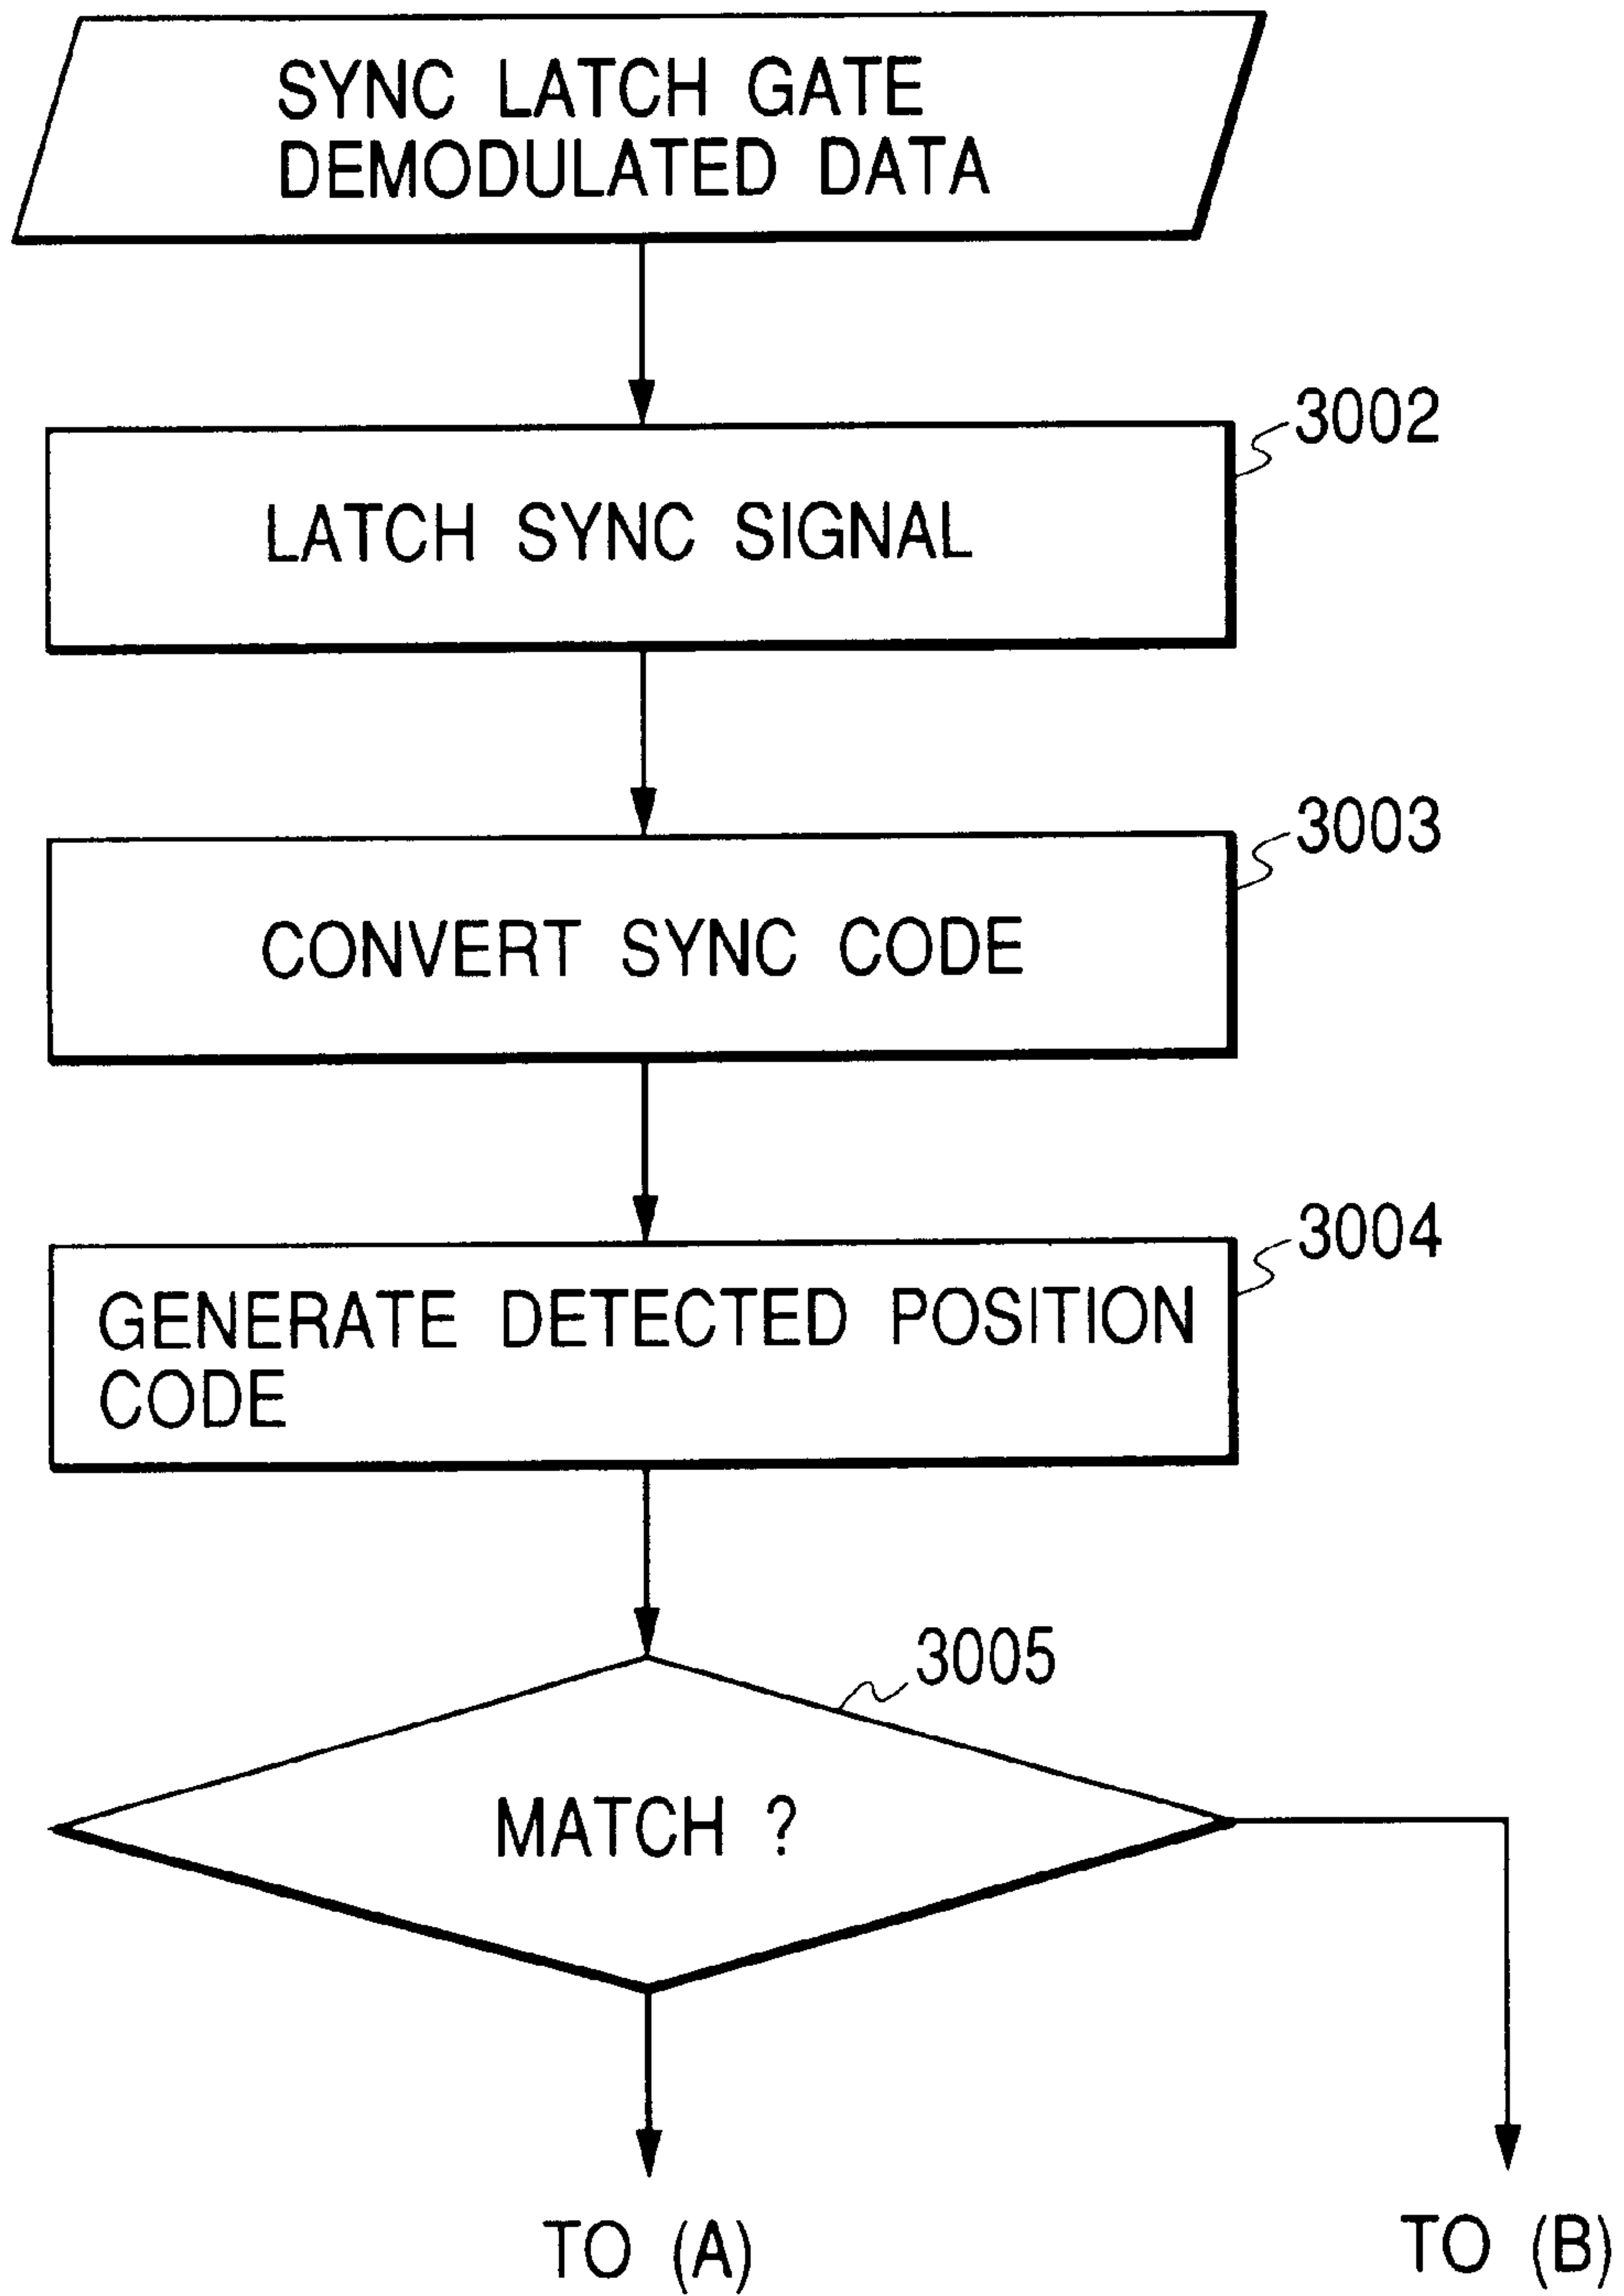 SYNC LATCH GATE
DEMODULATED DATA
3002
LATCH SYNC SIGNAL
3003
CONVERT SYNC CODE
3004
GENERATE DETECTED POSITION
CODE
3005
MATCH ?
TO (A)
TO (B)